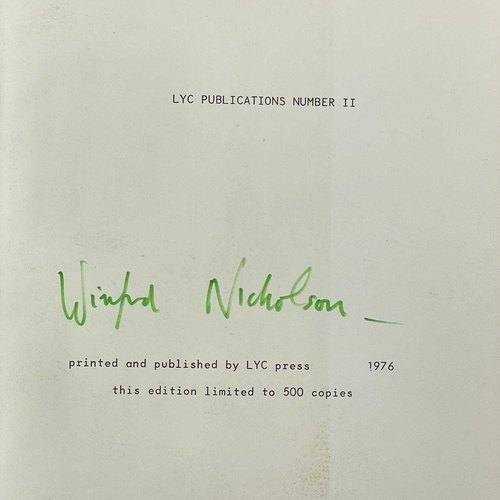 LYC PUBLICATIONS NUMBER II
Winifred Nicholson
printed and published by LYC press 1976
this edition limited to 500 copies